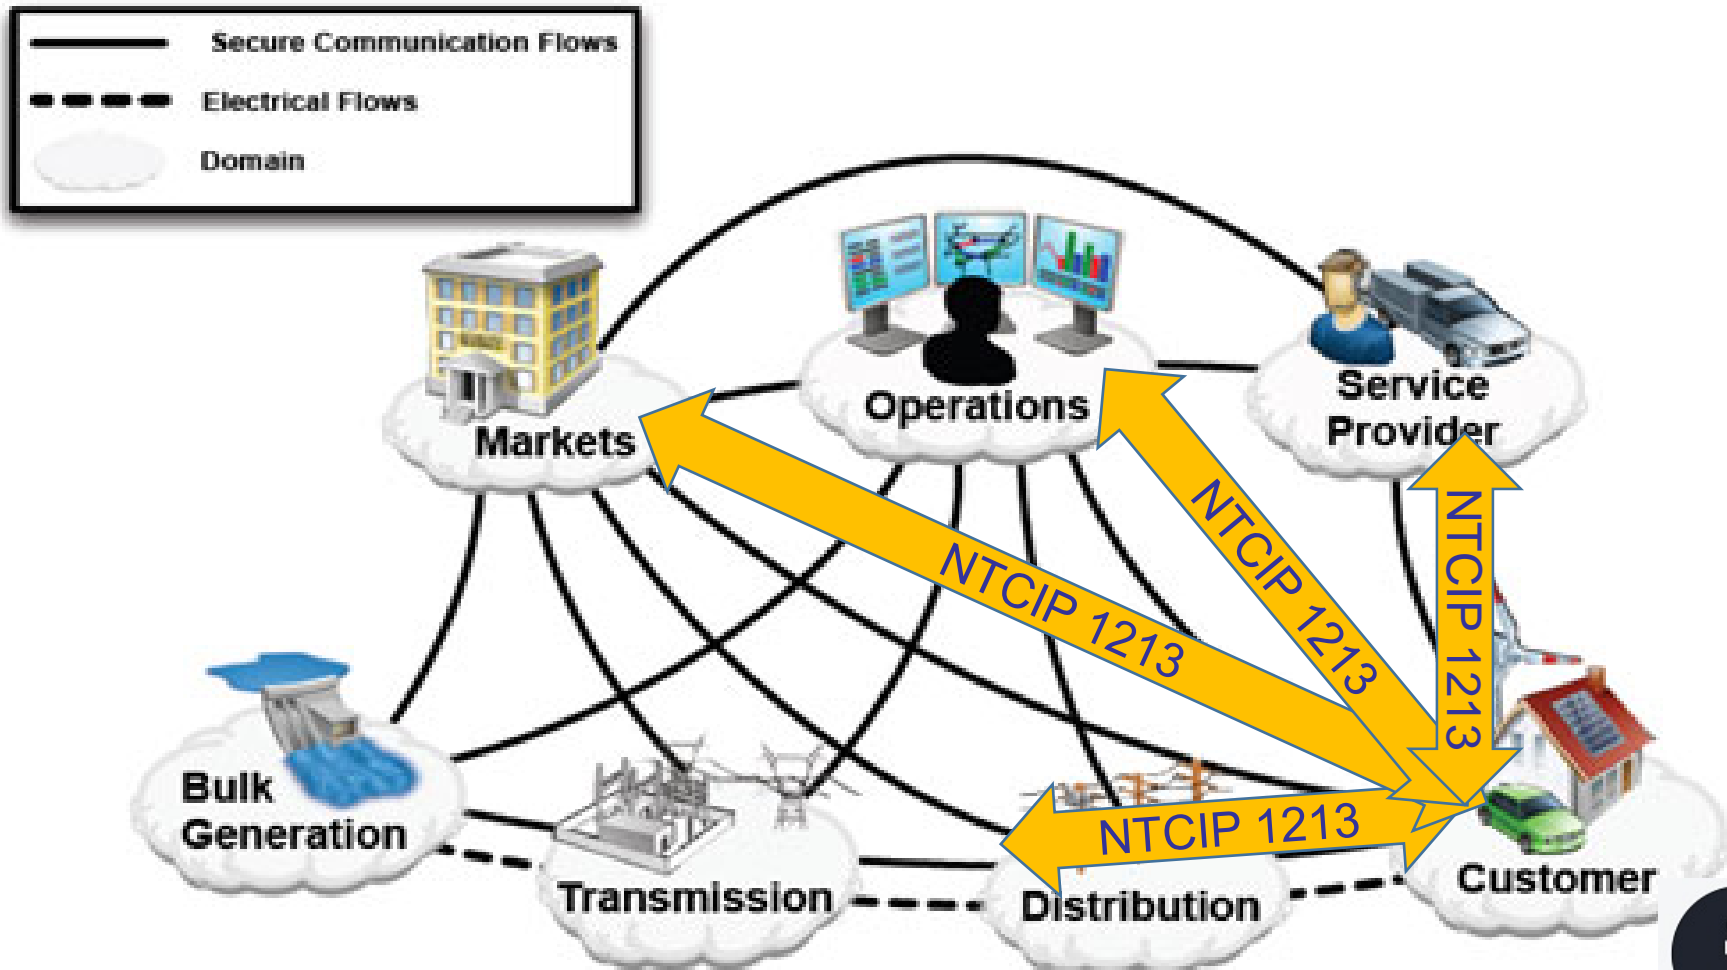 Secure Communication Flows
Electrical Flows
Domain
Markets
Operations
Service
Provider
NTCIP 1213
NTCIP 1213
NTCIP 1213
NTCIP 1213
Bulk
Generation
Transmission
Distribution
Customer